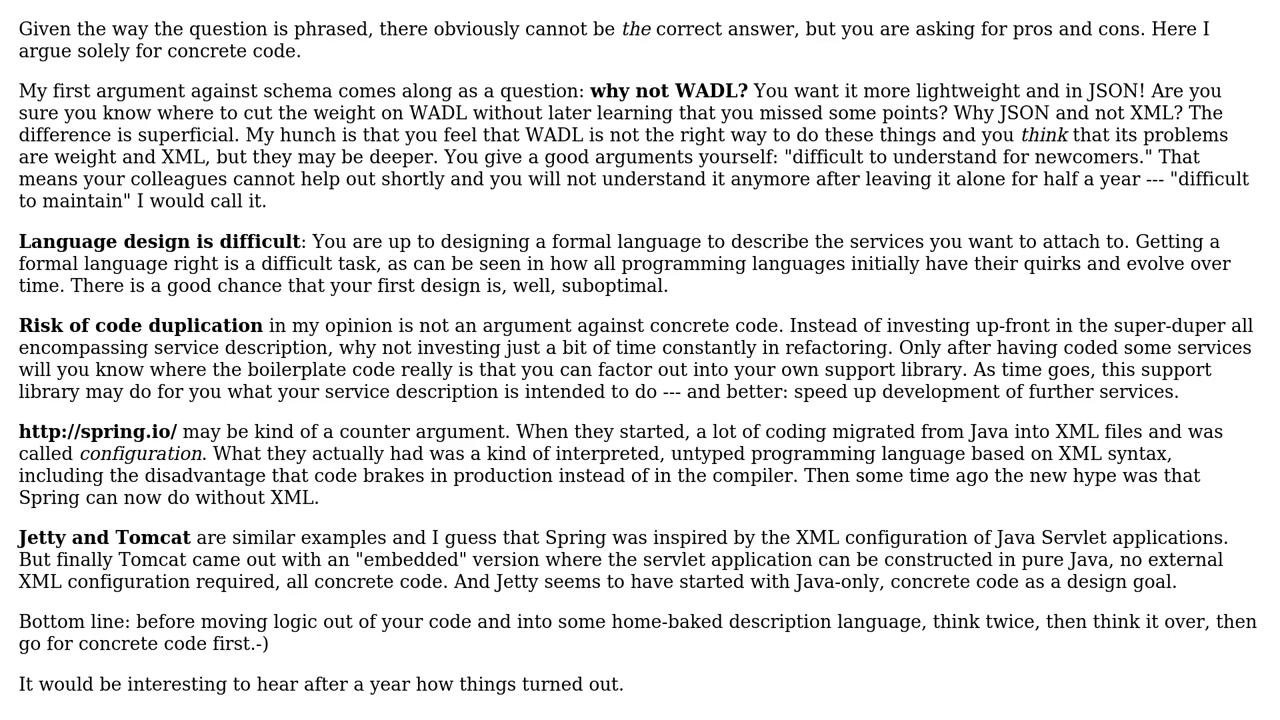 Given the way the question is phrased, there obviously cannot be the correct answer, but you are asking for pros and cons. Here I
argue solely for concrete code.
My first argument against schema comes along as a question: why not WADL? You want it more lightweight and in JSON! Are you
sure you know where to cut the weight on WADL without later learning that you missed some points? Why JSON and not XML? The
difference is superficial. My hunch is that you feel that WADL is not the right way to do these things and you think that its problems
are weight and XML, but they may be deeper. You give a good arguments yourself: "difficult to understand for newcomers." That
means your colleagues cannot help out shortly and you will not understand it anymore after leaving it alone for half a year --- "difficult
to maintain" I would call it.
Language design is difficult: You are up to designing a formal language to describe the services you want to attach to. Getting a
formal language right is a difficult task, as can be seen in how all programming languages initially have their quirks and evolve over
time. There is a good chance that your first design is, well, suboptimal.
Risk of code duplication in my opinion is not an argument against concrete code. Instead of investing up-front in the super-duper all
encompassing service description, why not investing just a bit of time constantly in refactoring. Only after having coded some services
will you know where the boilerplate code really is that you can factor out into your own support library. As time goes, this support
library may do for you what your service description is intended to do --- and better: speed up development of further services.
http://spring.io/ may be kind of a counter argument. When they started, a lot of coding migrated from Java into XML files and was
called configuration. What they actually had was a kind of interpreted, untyped programming language based on XML syntax,
including the disadvantage that code brakes in production instead of in the compiler. Then some time ago the new hype was that
Spring can now do without XML.
Jetty and Tomcat are similar examples and I guess that Spring was inspired by the XML configuration of Java Servlet applications.
But finally Tomcat came out with an "embedded" version where the servlet application can be constructed in pure Java, no external
XML configuration required, all concrete code. And Jetty seems to have started with Java-only, concrete code as a design goal.
Bottom line: before moving logic out of your code and into some home-baked description language, think twice, then think it over, then
go for concrete code first.-)
It would be interesting to hear after a year how things turned out.